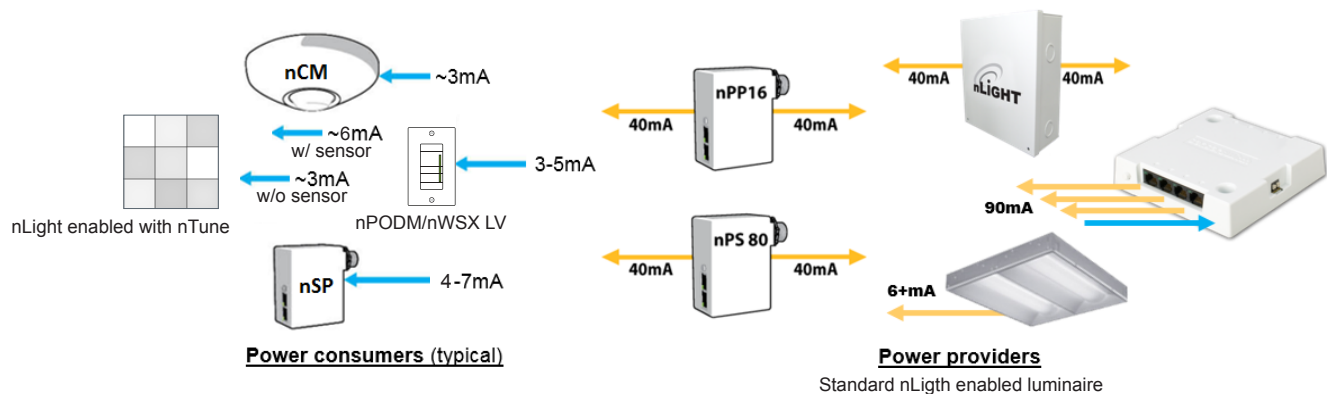 nCM
~3mA
~6mA
w/ sensor
~3mA
w/o sensor
nLight enabled with nTune
3-5mA
nPODM/nWSX LV
nSP
4-7mA
Power consumers (typical)
nPP16
40mA
40mA
nLIGHT
40mA
40mA
90mA
nPS 80
40mA
40mA
6+mA
Power providers
Standard nLigth enabled luminaire